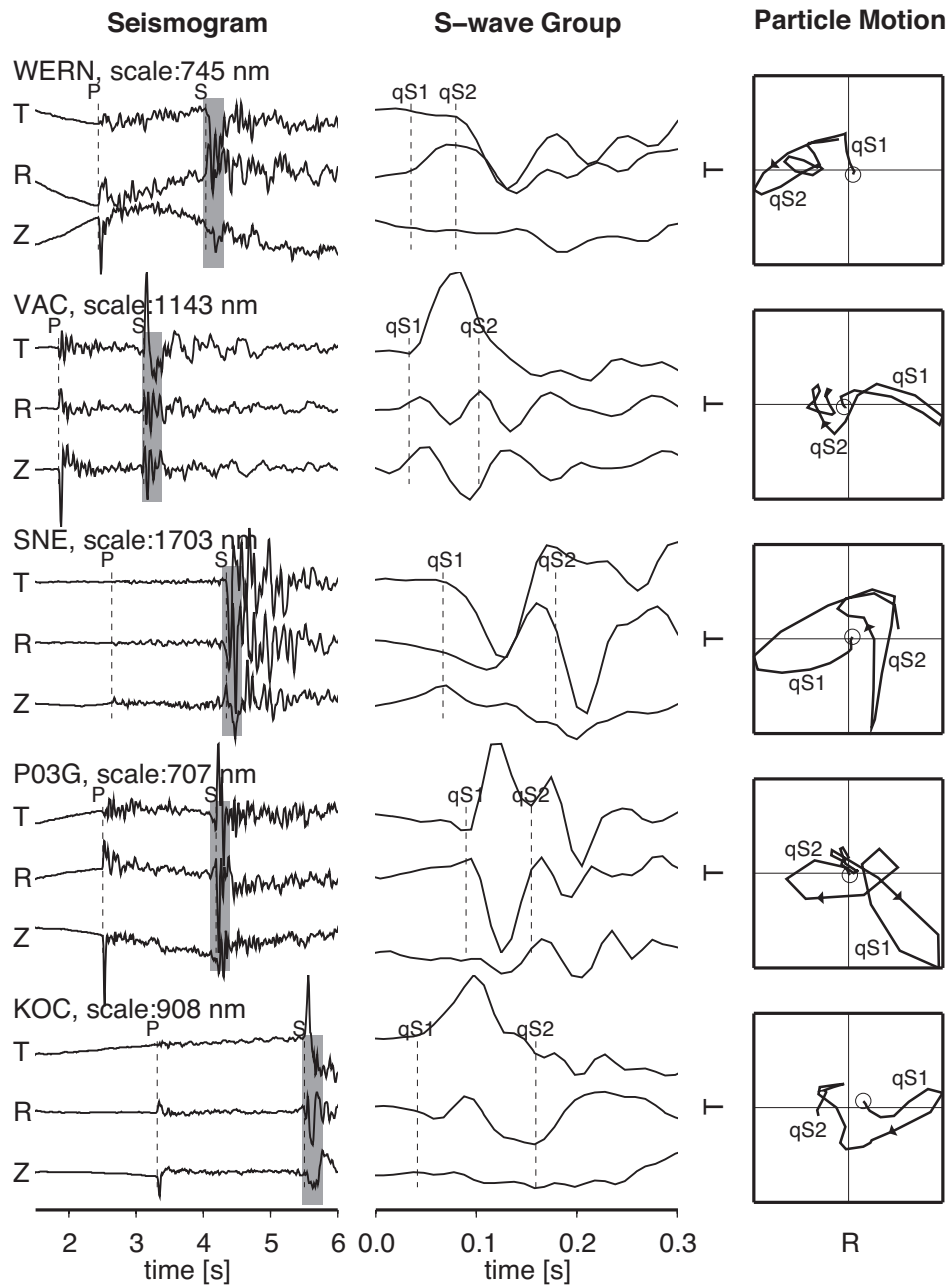 Seismogram
S-wave Group
Particle Motion
WERN, scale:745 nm
P
S
T
R
Z
qS1
qS2
T
qS1
qS2
VAC, scale:1143 nm
P
S
T
R
Z
qS1
qS2
T
qS1
qS2
SNE, scale:1703 nm
P
S
T
R
Z
qS1
qS2
T
qS1
qS2
P03G, scale:707 nm
P
S
T
R
Z
qS1
qS2
T
qS2
qS1
KOC, scale:908 nm
P
S
T
R
Z
qS1
qS2
T
qS1
qS2
2 3 4 5 6
time [s]
0.0 0.1 0.2 0.3
time [s]
R